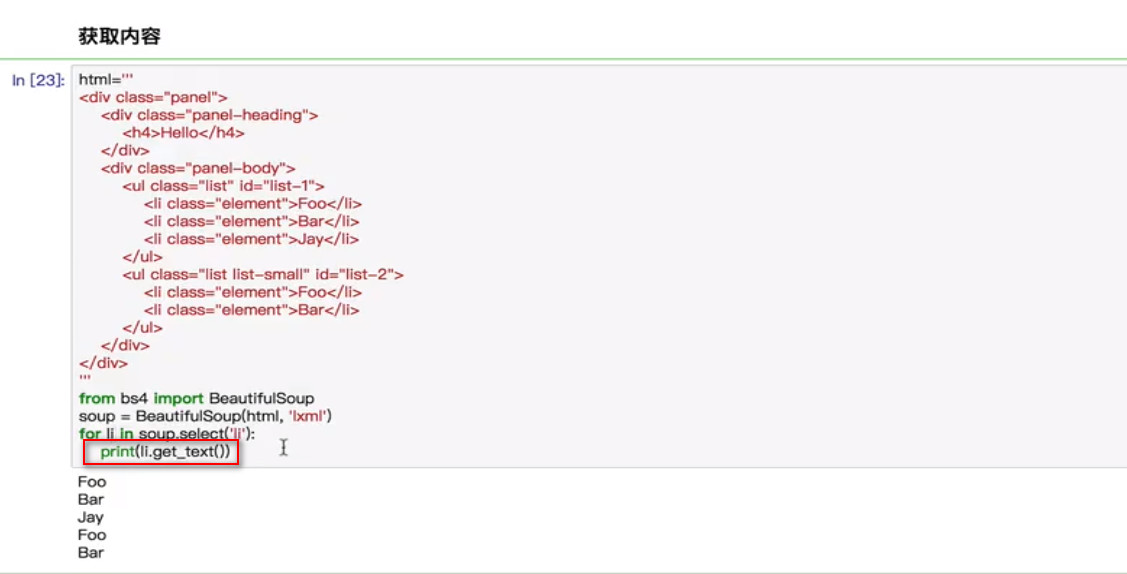 获取内容
In [23]:
html='''
<div class="panel">
    <div class="panel-heading">
        <h4>Hello</h4>
    </div>
    <div class="panel-body">
        <ul class="list" id="list-1">
            <li class="element">Foo</li>
            <li class="element">Bar</li>
            <li class="element">Jay</li>
        </ul>
        <ul class="list list-small" id="list-2">
            <li class="element">Foo</li>
            <li class="element">Bar</li>
        </ul>
    </div>
</div>
'''
from bs4 import BeautifulSoup
soup = BeautifulSoup(html, 'lxml')
for li in soup.select('li'):
    print(li.get_text())
Foo
Bar
Jay
Foo
Bar